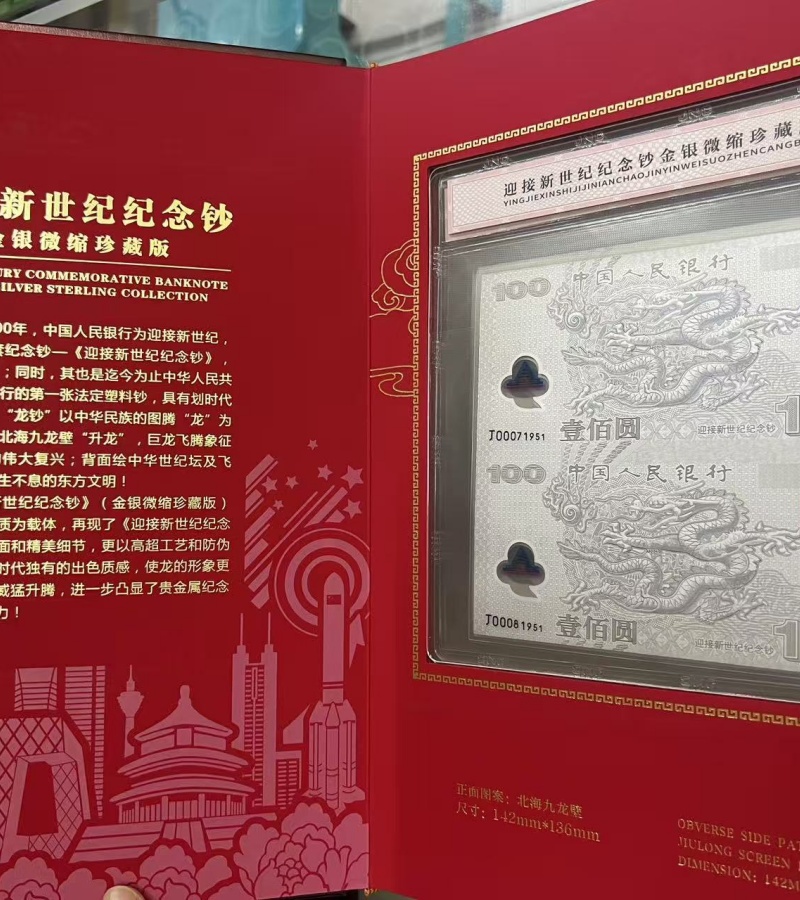 新世纪纪念钞
金银微缩珍藏版
URY COMMEMORATIVE BANKNOTE
SILVER STERLING COLLECTION
00年，中国人民银行为迎接新世纪，
纪念钞—《迎接新世纪纪念钞》，
；同时，其也是迄今为止中华人民共
行的第一张法定塑料钞，具有划时代
“龙钞”以中华民族的图腾“龙”为
北海九龙壁“升龙”，巨龙飞腾象征
伟大复兴；背面绘中华世纪坛及飞
生不息的东方文明！
新世纪纪念钞》（金银微缩珍藏版）
质为载体，再现了《迎接新世纪纪念
面和精美细节，更以高超工艺和防伪
时代独有的出色质感，使龙的形象更
威猛升腾，进一步凸显了贵金属纪念
力！
迎接新世纪纪念钞金银微缩珍藏
YINGJIEXINSHIJIJINIANCHAOJINYINWEISUOZHENCANGB
100 中国人民银行
J00071951 壹佰圆 迎接新世纪纪念钞 1
100 中国人民银行
J00081951 壹佰圆 迎接新世纪纪念钞 1
正面图案：北海九龙壁
尺寸：142mm*136mm
OBVERSE SIDE PA
JIULONG SCREEN
DIMENSION: 142M